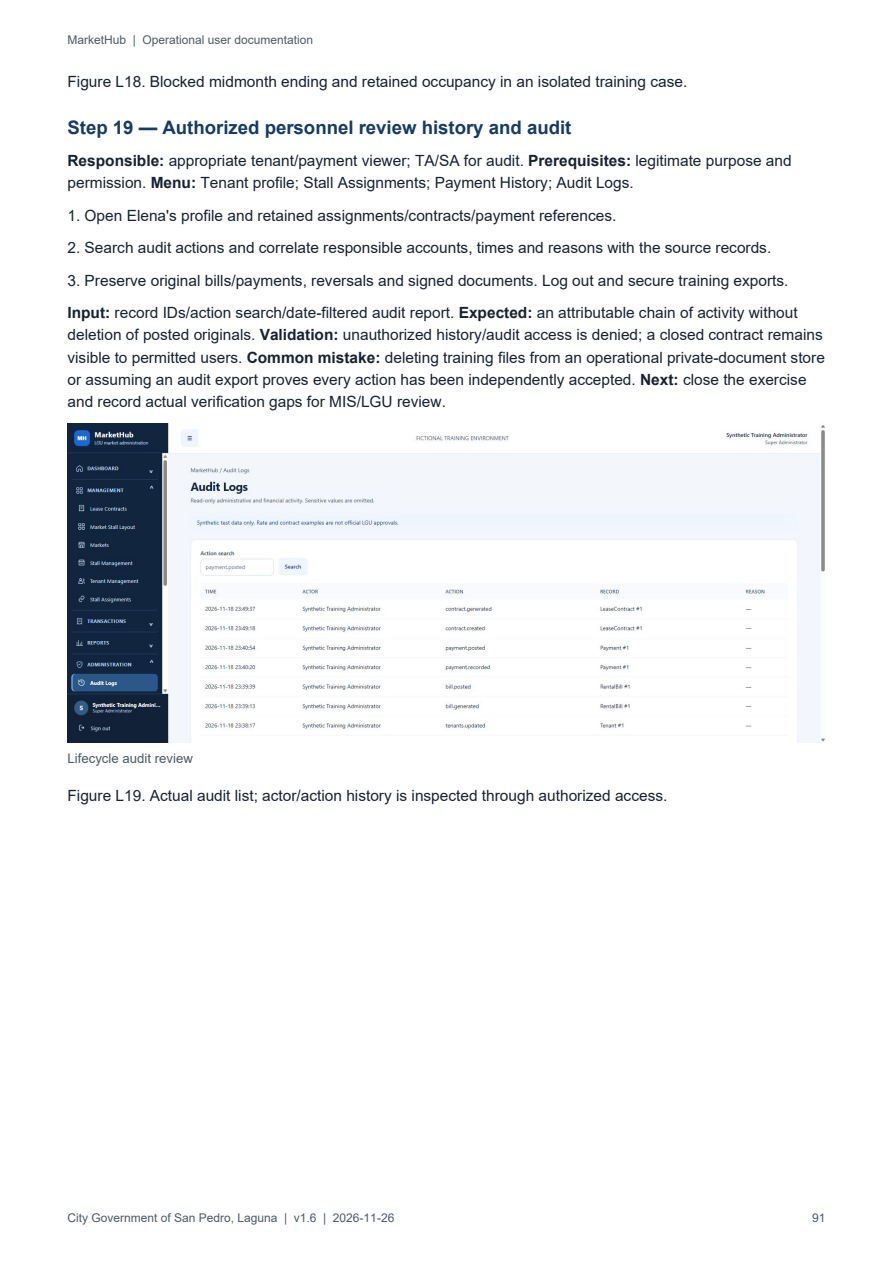 MarketHub | Operational user documentation
Figure L18. Blocked midmonth ending and retained occupancy in an isolated training case.
Step 19 — Authorized personnel review history and audit
Responsible: appropriate tenant/payment viewer; TA/SA for audit. Prerequisites: legitimate purpose and
permission. Menu: Tenant profile; Stall Assignments; Payment History; Audit Logs.
1. Open Elena's profile and retained assignments/contracts/payment references.
2. Search audit actions and correlate responsible accounts, times and reasons with the source records.
3. Preserve original bills/payments, reversals and signed documents. Log out and secure training exports.
Input: record IDs/action search/date-filtered audit report. Expected: an attributable chain of activity without
deletion of posted originals. Validation: unauthorized history/audit access is denied; a closed contract remains
visible to permitted users. Common mistake: deleting training files from an operational private-document store
or assuming an audit export proves every action has been independently accepted. Next: close the exercise
and record actual verification gaps for MIS/LGU review.
MH MarketHub
LGU market administration
DASHBOARD
MANAGEMENT
Lease Contracts
Market Stall Layout
Markets
Stall Management
Tenant Management
Stall Assignments
TRANSACTIONS
REPORTS
ADMINISTRATION
Audit Logs
S Synthetic Training Admini...
Super Administrator
Sign out
FICTIONAL TRAINING ENVIRONMENT
Synthetic Training Administrator
Super Administrator
MarketHub / Audit Logs
Audit Logs
Read-only administrative and financial activity. Sensitive values are omitted.
Synthetic test data only. Rate and contract examples are not official LGU approvals.
Action search
payment.posted Search
TIME ACTOR ACTION RECORD REASON
2026-11-18 23:49:37 Synthetic Training Administrator contract.generated LeaseContract #1 —
2026-11-18 23:49:18 Synthetic Training Administrator contract.created LeaseContract #1 —
2026-11-18 23:40:54 Synthetic Training Administrator payment.posted Payment #1 —
2026-11-18 23:40:20 Synthetic Training Administrator payment.recorded Payment #1 —
2026-11-18 23:39:39 Synthetic Training Administrator bill.posted RentalBill #1 —
2026-11-18 23:39:13 Synthetic Training Administrator bill.generated RentalBill #1 —
2026-11-18 23:38:17 Synthetic Training Administrator tenants.updated Tenant #1 —
Lifecycle audit review
Figure L19. Actual audit list; actor/action history is inspected through authorized access.
City Government of San Pedro, Laguna | v1.6 | 2026-11-26
91